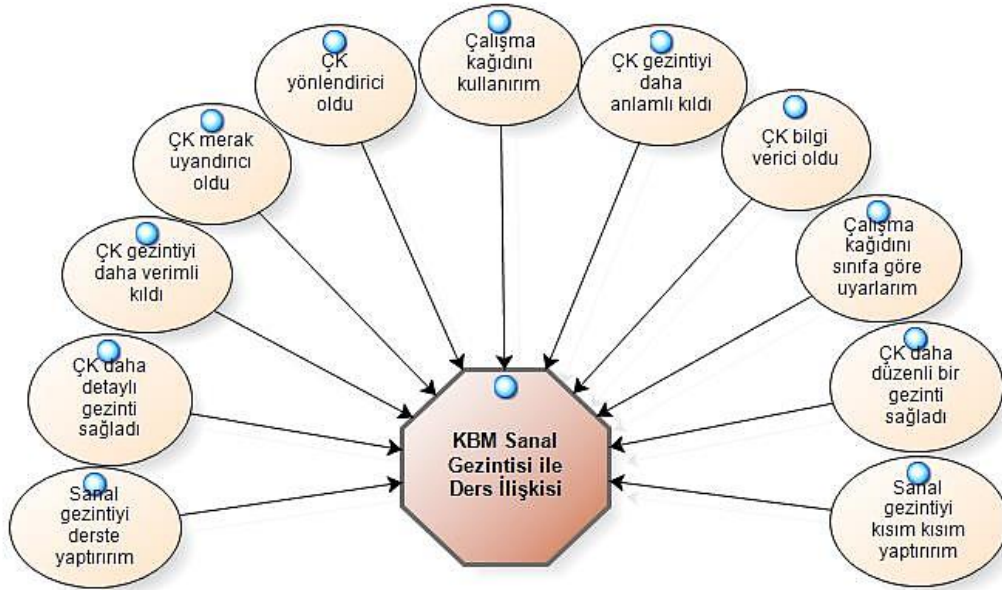 Çalışma
kağıdını
kullanırım
ÇK
yönlendirici
oldu
ÇK gezintiyi
daha
anlamlı kıldı
ÇK merak
uyandırıcı
oldu
ÇK bilgi
verici oldu
ÇK gezintiyi
daha verimli
kıldı
Çalışma
kağıdını
sınıfa göre
uyarlarım
ÇK daha
detaylı
gezinti
sağladı
ÇK daha
düzenli bir
gezinti
sağladı
KBM Sanal
Gezintisi ile
Ders İlişkisi
Sanal
gezintiyi
derste
yaptırırım
Sanal
gezintiyi
kısım kısım
yaptırırım